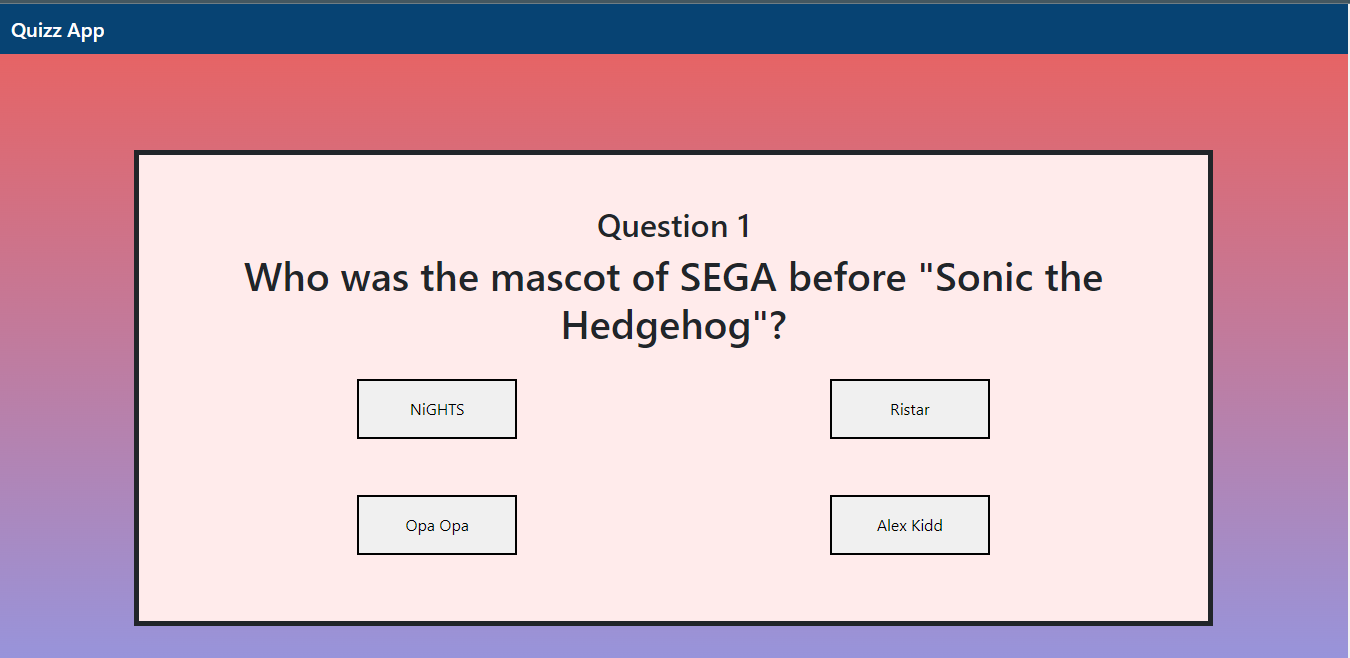 Quizz App
Question 1
Who was the mascot of SEGA before "Sonic the
Hedgehog"?
NiGHTS
Ristar
Opa Opa
Alex Kidd